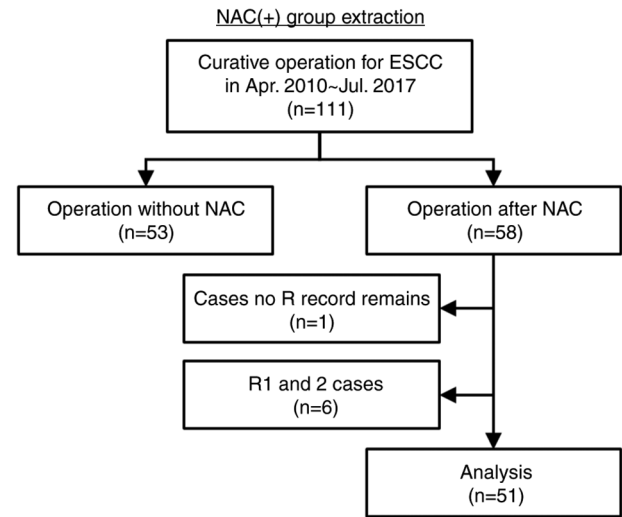 NAC(+) group extraction
Curative operation for ESCC
in Apr. 2010~Jul. 2017
(n=111)
Operation without NAC
(n=53)
Operation after NAC
(n=58)
Cases no R record remains
(n=1)
R1 and 2 cases
(n=6)
Analysis
(n=51)